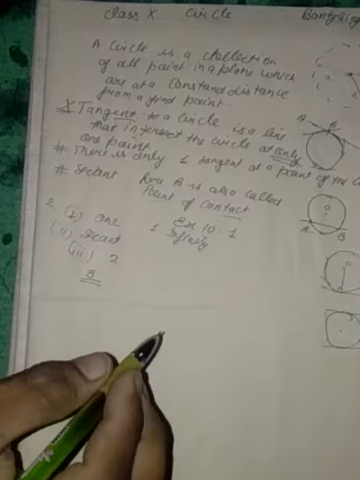 Class X Circle
A Circle is a Collection
of all point in a plane which
are at a Constant distance
from a fixed point.
Tangent to a circle is a line
that intersect the circle at only
one point
# There is only 1 tangent at a point of the
# Secant
Here A is also called
Point of Contact
Ex 10.1
1 Infinity
2 (i) one
(ii) Secant
(iii) 2
A
B
A B